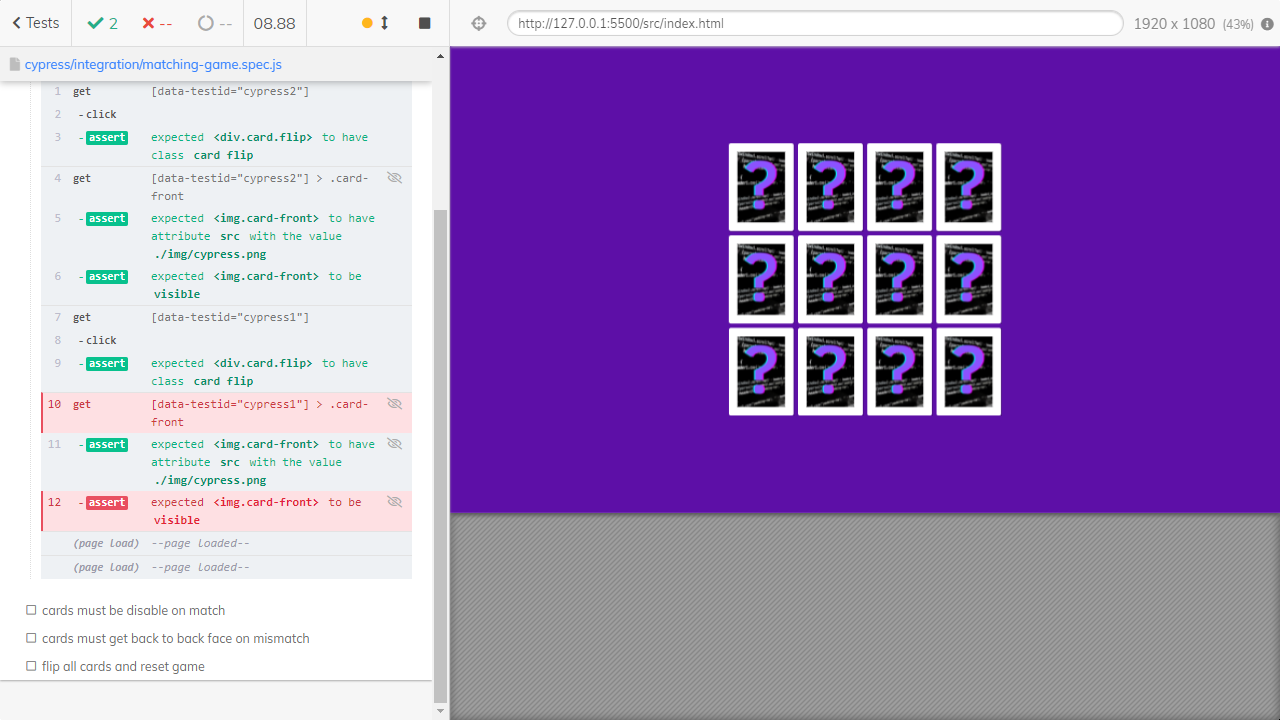 Tests 2 -- -- 08.88
http://127.0.0.1:5500/src/index.html 1920 x 1080 (43%)
cypress/integration/matching-game.spec.js
1 get [data-testid="cypress2"]
2 -click
3 -assert expected <div.card.flip> to have
class card flip
4 get [data-testid="cypress2"] > .card-
front
5 -assert expected <img.card-front> to have
attribute src with the value
./img/cypress.png
6 -assert expected <img.card-front> to be
visible
7 get [data-testid="cypress1"]
8 -click
9 -assert expected <div.card.flip> to have
class card flip
10 get [data-testid="cypress1"] > .card-
front
11 -assert expected <img.card-front> to have
attribute src with the value
./img/cypress.png
12 -assert expected <img.card-front> to be
visible
(page load) --page loaded--
(page load) --page loaded--
cards must be disable on match
cards must get back to back face on mismatch
flip all cards and reset game
? ? ? ?
? ? ? ?
? ? ? ?